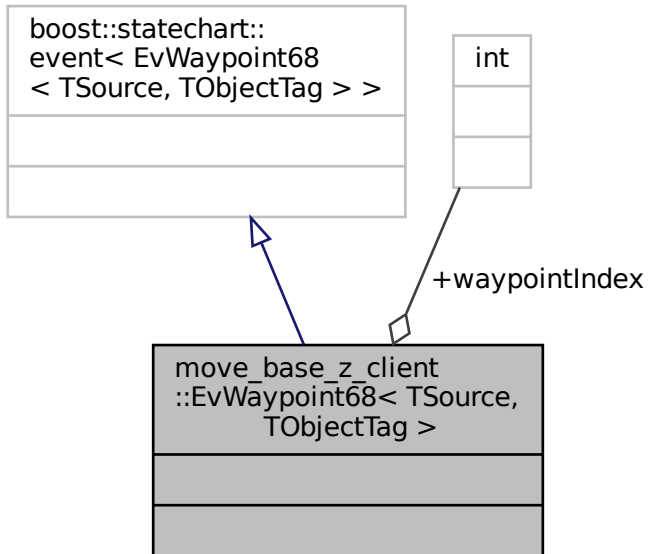 boost::statechart::
event< EvWaypoint68
< TSource, TObjectTag > >
int
+waypointIndex
move_base_z_client
::EvWaypoint68< TSource,
TObjectTag >